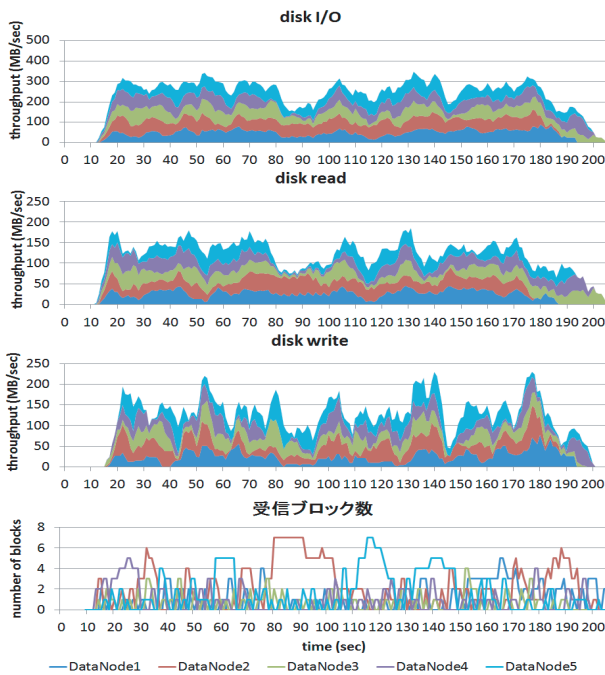 disk I/O
throughput (MB/sec)
500
400
300
200
100
0
0 10 20 30 40 50 60 70 80 90 100 110 120 130 140 150 160 170 180 190 200
disk read
throughput (MB/sec)
250
200
150
100
50
0
0 10 20 30 40 50 60 70 80 90 100 110 120 130 140 150 160 170 180 190 200
disk write
throughput (MB/sec)
250
200
150
100
50
0
0 10 20 30 40 50 60 70 80 90 100 110 120 130 140 150 160 170 180 190 200
受信ブロック数
number of blocks
8
6
4
2
0
0 10 20 30 40 50 60 70 80 90 100 110 120 130 140 150 160 170 180 190 200
time (sec)
DataNode1 DataNode2 DataNode3 DataNode4 DataNode5